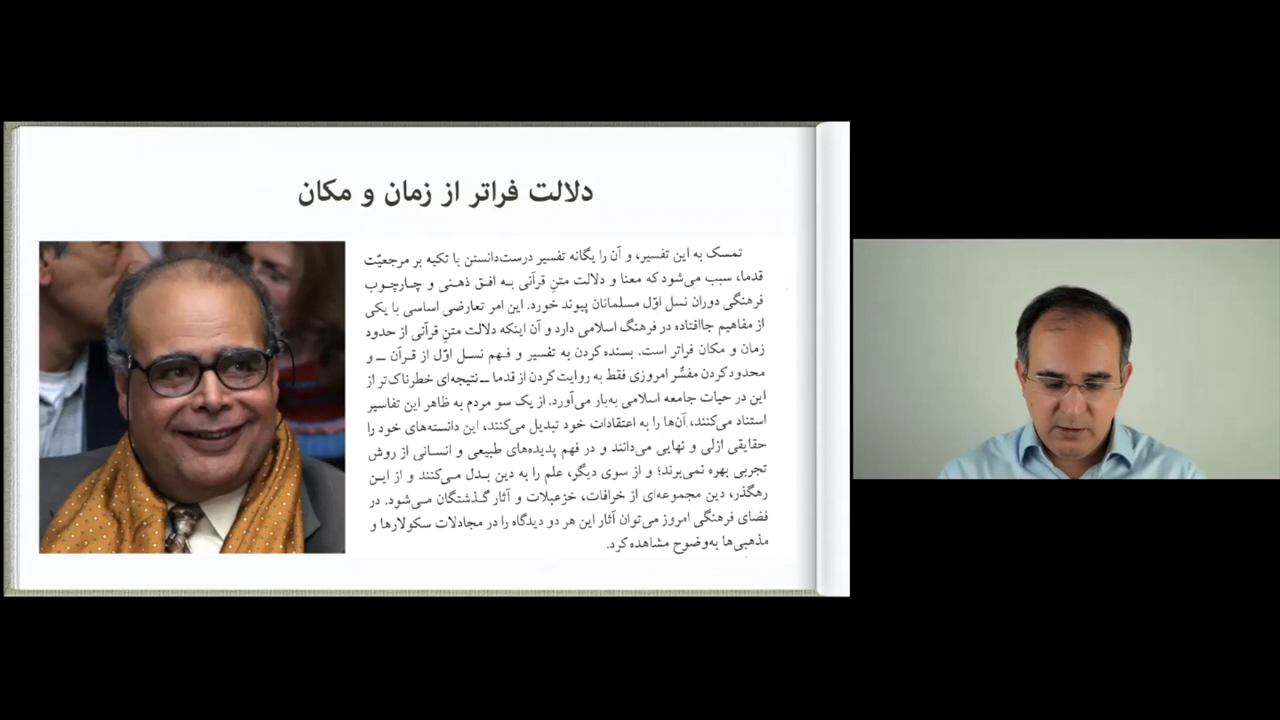 دلالت فراتر از زمان و مکان
تمسک به این تفسیر، و آن را یگانه تفسیر درست‌دانستن با تکیه بر مرجعیّت
قدما، سبب می‌شود که معنا و دلالت متنِ قرآنی به افق ذهنی و چارچوب
فرهنگی دوران نسل اوّل مسلمانان پیوند خورد. این امر تعارضی اساسی با یکی
از مفاهیم جاافتاده در فرهنگ اسلامی دارد و آن اینکه دلالت متنِ قرآنی از حدود
زمان و مکان فراتر است. بسنده کردن به تفسیر و فهم نسل اوّل از قرآن ــ و
محدودکردن مفسِّر امروزی فقط به روایت‌کردن از قدما ــ نتیجه‌ای خطرناک‌تر از
این در حیات جامعه اسلامی به‌بار می‌آورد. از یک سو مردم به ظاهر این تفاسیر
استناد می‌کنند، آن‌ها را به اعتقادات خود تبدیل می‌کنند، این دانسته‌های خود را
حقایقی ازلی و نهایی می‌دانند و در فهم پدیده‌های طبیعی و انسانی از روش
تجربی بهره نمی‌برند؛ و از سوی دیگر، علم را به دین بدل می‌کنند و از این
رهگذر، دین مجموعه‌ای از خرافات، خزعبلات و آثار گذشتگان می‌شود. در
فضای فرهنگی امروز می‌توان آثار این هر دو دیدگاه را در مجادلات سکولارها و
مذهبی‌ها به‌وضوح مشاهده کرد.